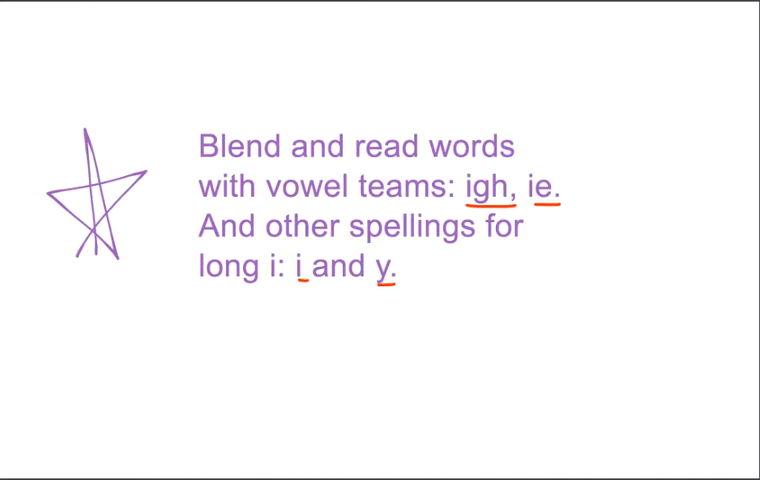 Blend and read words
with vowel teams: igh, ie.
And other spellings for
long i: i and y.